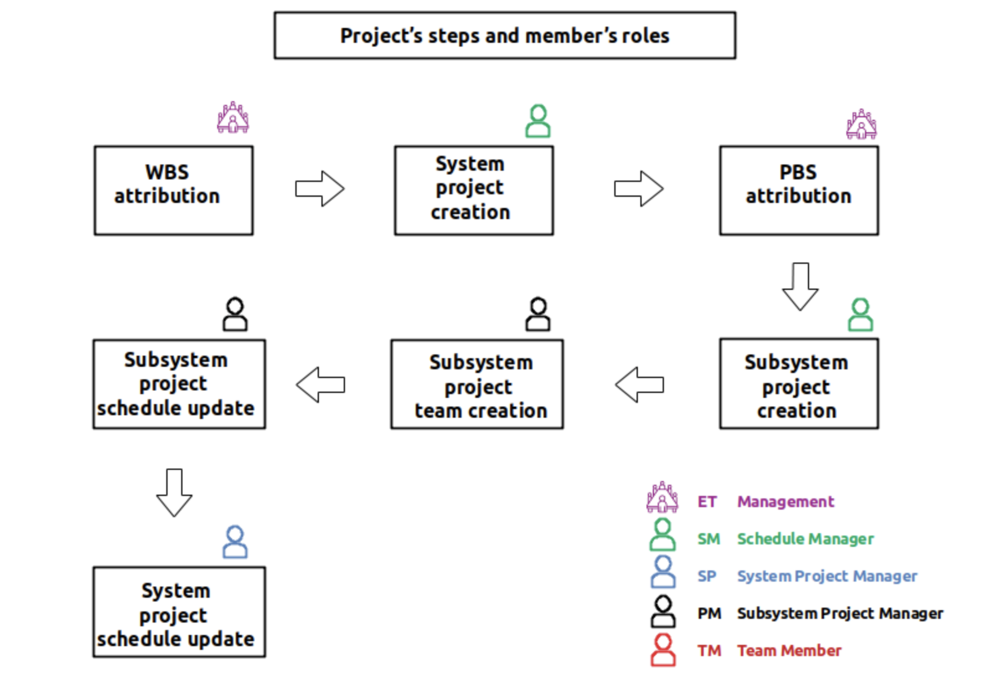 Project’s steps and member’s roles
WBS
attribution
System
project
creation
PBS
attribution
Subsystem
project
schedule update
Subsystem
project
team creation
Subsystem
project
creation
System
project
schedule update
ET Management
SM Schedule Manager
SP System Project Manager
PM Subsystem Project Manager
TM Team Member